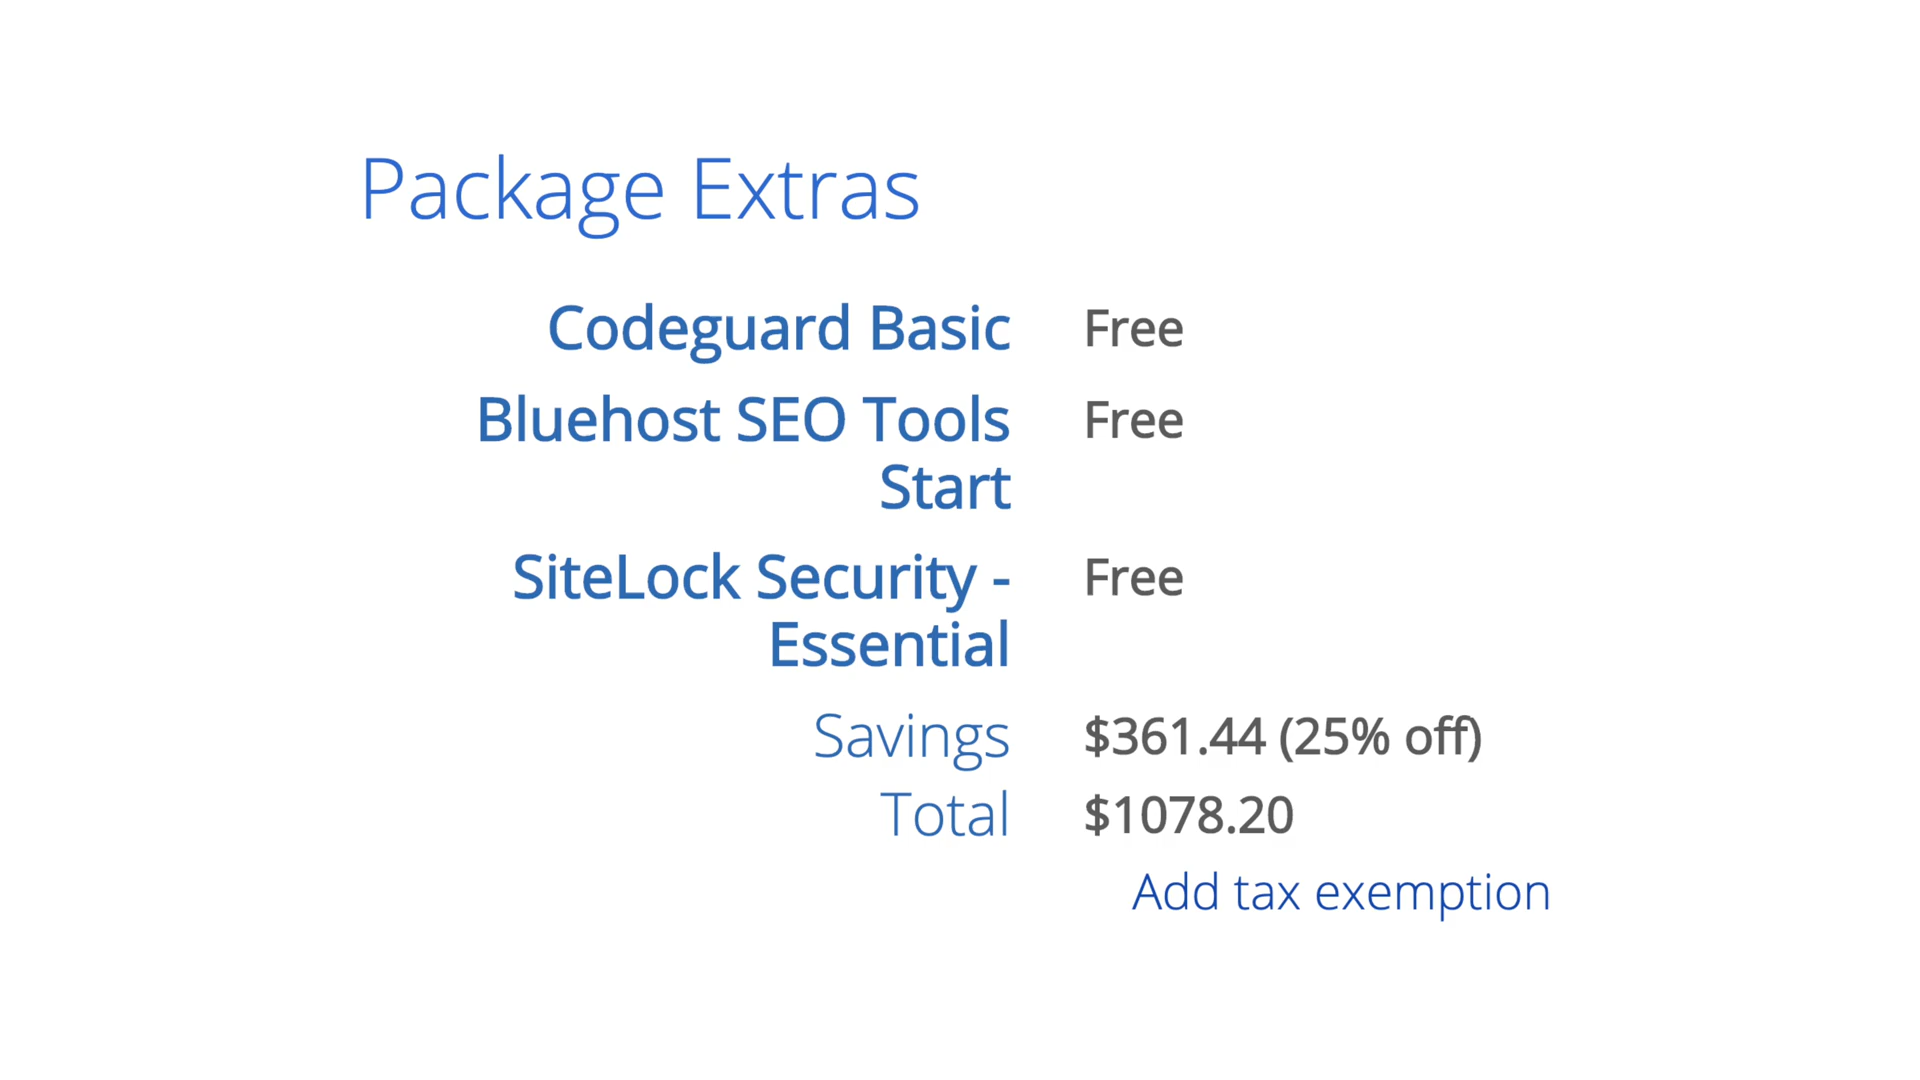 Package Extras
Codeguard Basic Free
Bluehost SEO Tools Free
Start
SiteLock Security - Free
Essential
Savings $361.44 (25% off)
Total $1078.20
Add tax exemption